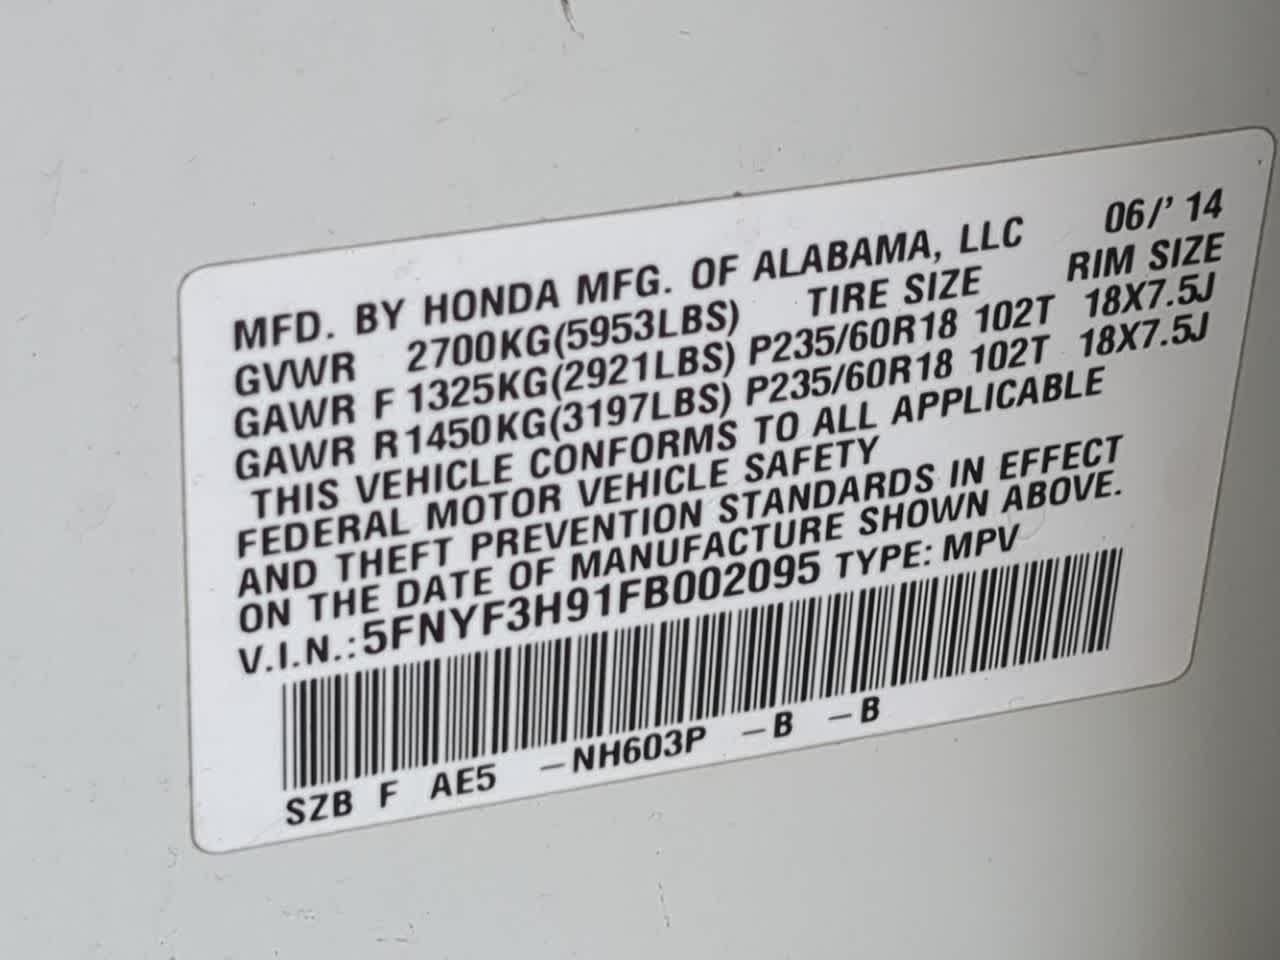 MFD. BY HONDA MFG. OF ALABAMA, LLC 06/' 14
GVWR 2700KG(5953LBS) TIRE SIZE RIM SIZE
GAWR F 1325KG(2921LBS) P235/60R18 102T 18X7.5J
GAWR R1450KG(3197LBS) P235/60R18 102T 18X7.5J
THIS VEHICLE CONFORMS TO ALL APPLICABLE
FEDERAL MOTOR VEHICLE SAFETY
AND THEFT PREVENTION STANDARDS IN EFFECT
ON THE DATE OF MANUFACTURE SHOWN ABOVE.
V.I.N.:5FNYF3H91FB002095 TYPE: MPV
SZB F AE5 –NH603P –B –B